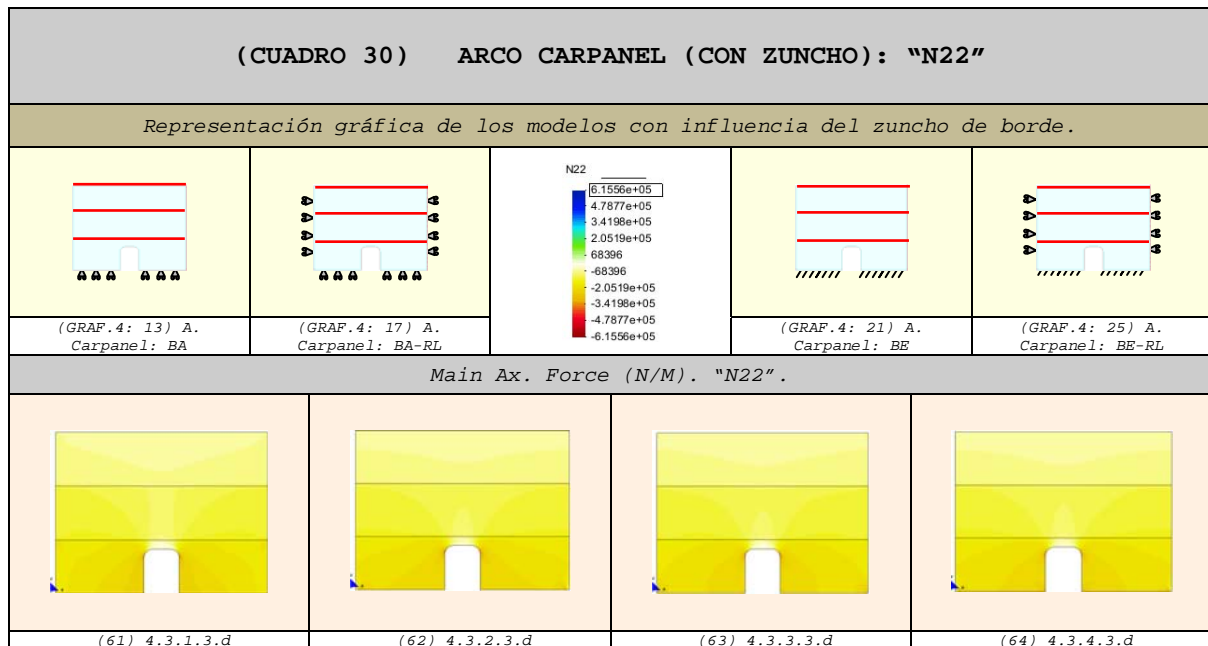 (CUADRO 30) ARCO CARPANEL (CON ZUNCHO): “N22”
Representación gráfica de los modelos con influencia del zuncho de borde.
N22
6.1556e+05
4.7877e+05
3.4198e+05
2.0519e+05
68396
-68396
-2.0519e+05
-3.4198e+05
-4.7877e+05
-6.1556e+05
(GRAF.4: 13) A.
Carpanel: BA
(GRAF.4: 17) A.
Carpanel: BA-RL
(GRAF.4: 21) A.
Carpanel: BE
(GRAF.4: 25) A.
Carpanel: BE-RL
Main Ax. Force (N/M). “N22”.
(61) 4.3.1.3.d
(62) 4.3.2.3.d
(63) 4.3.3.3.d
(64) 4.3.4.3.d